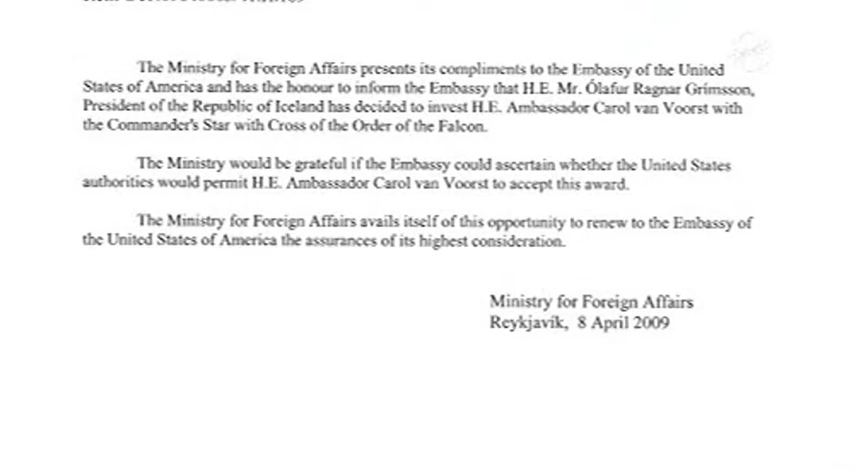 The Ministry for Foreign Affairs presents its compliments to the Embassy of the United
States of America and has the honour to inform the Embassy that H.E. Mr. Ólafur Ragnar Grímsson,
President of the Republic of Iceland has decided to invest H.E. Ambassador Carol van Voorst with
the Commander's Star with Cross of the Order of the Falcon.
The Ministry would be grateful if the Embassy could ascertain whether the United States
authorities would permit H.E. Ambassador Carol van Voorst to accept this award.
The Ministry for Foreign Affairs avails itself of this opportunity to renew to the Embassy of
the United States of America the assurances of its highest consideration.
Ministry for Foreign Affairs
Reykjavík, 8 April 2009